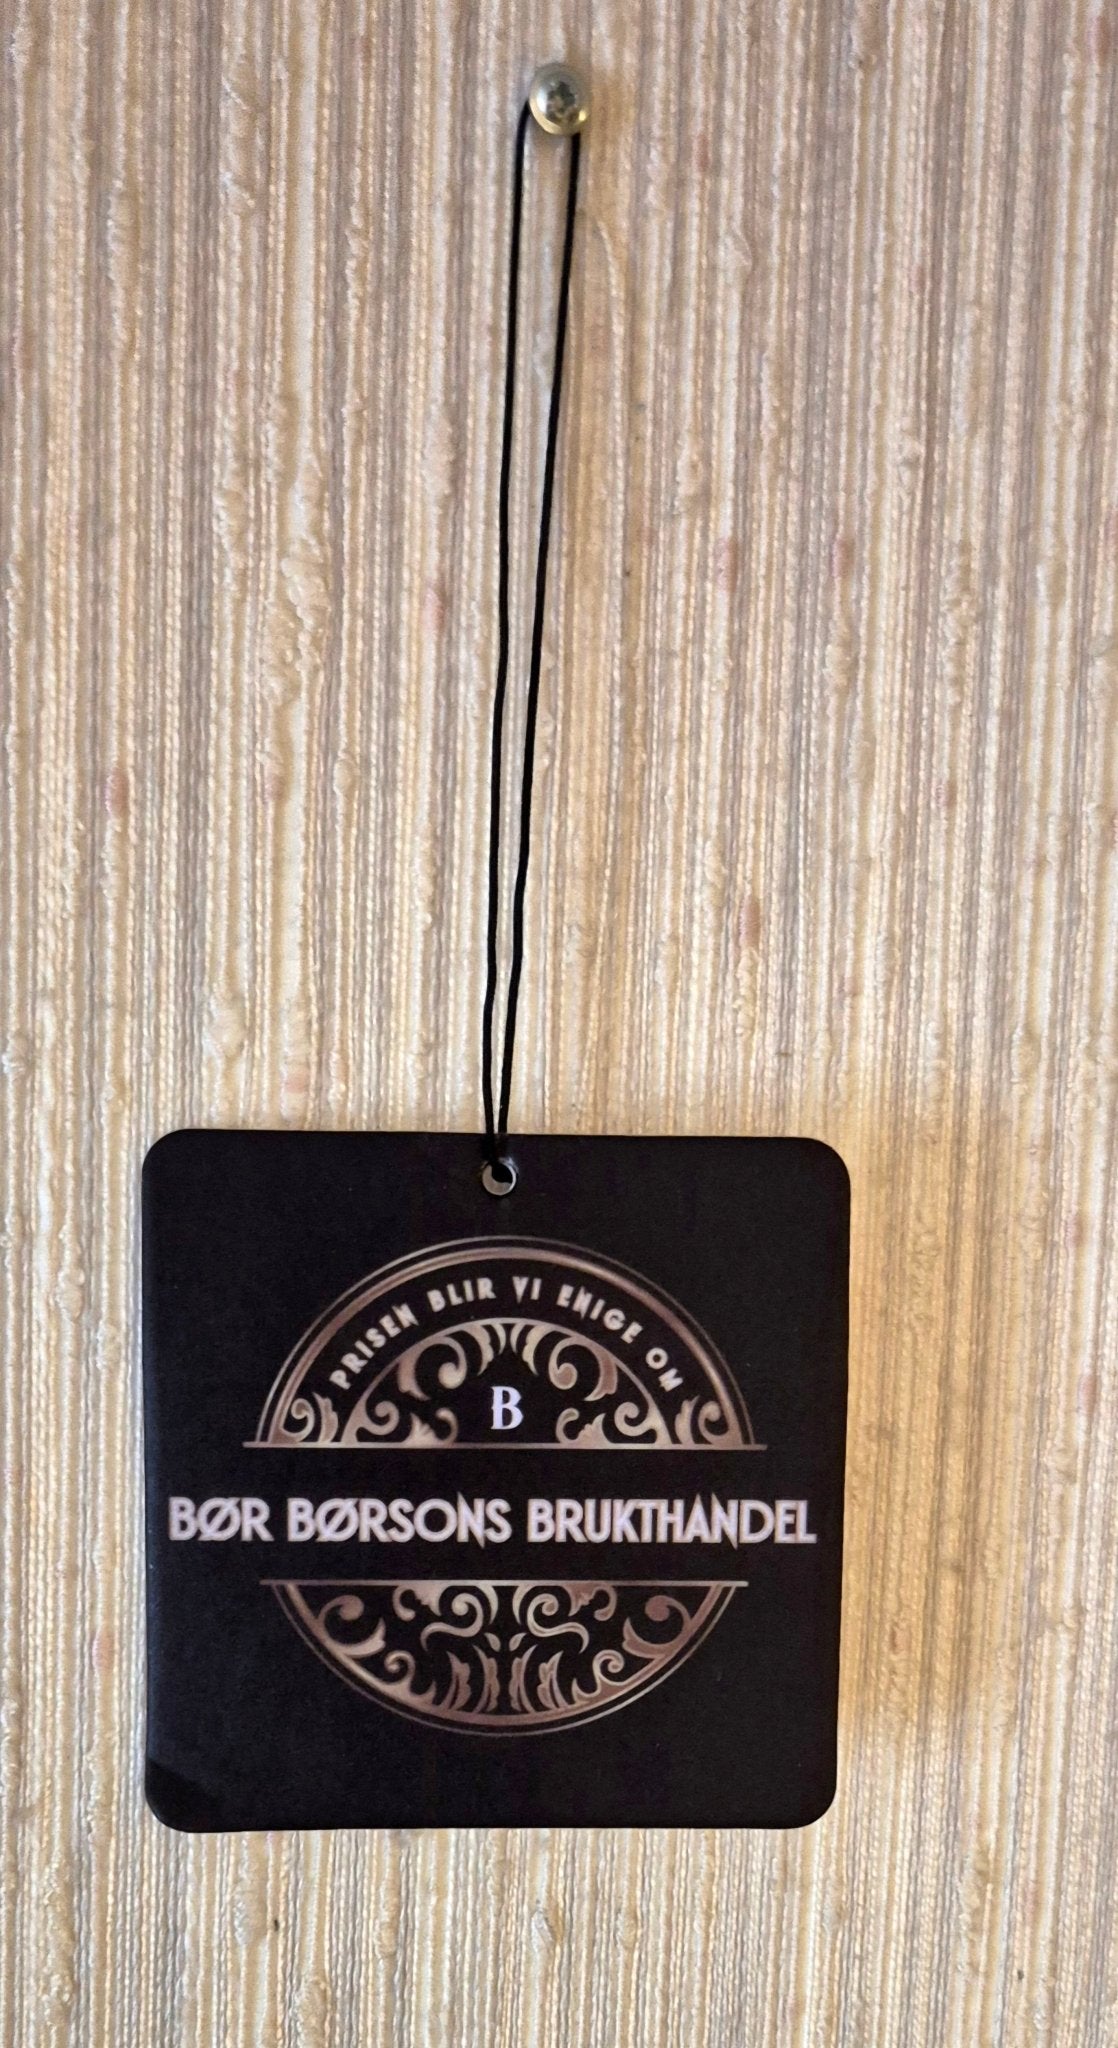 PRISEN BLIR VI ENIGE OM
B
BØR BØRSONS BRUKTHANDEL